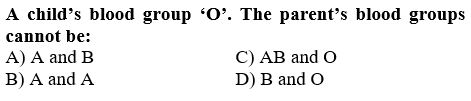 A child's blood group ‘O’. The parent's blood groups
cannot be:
A) A and B C) AB and O
B) A and A D) B and O